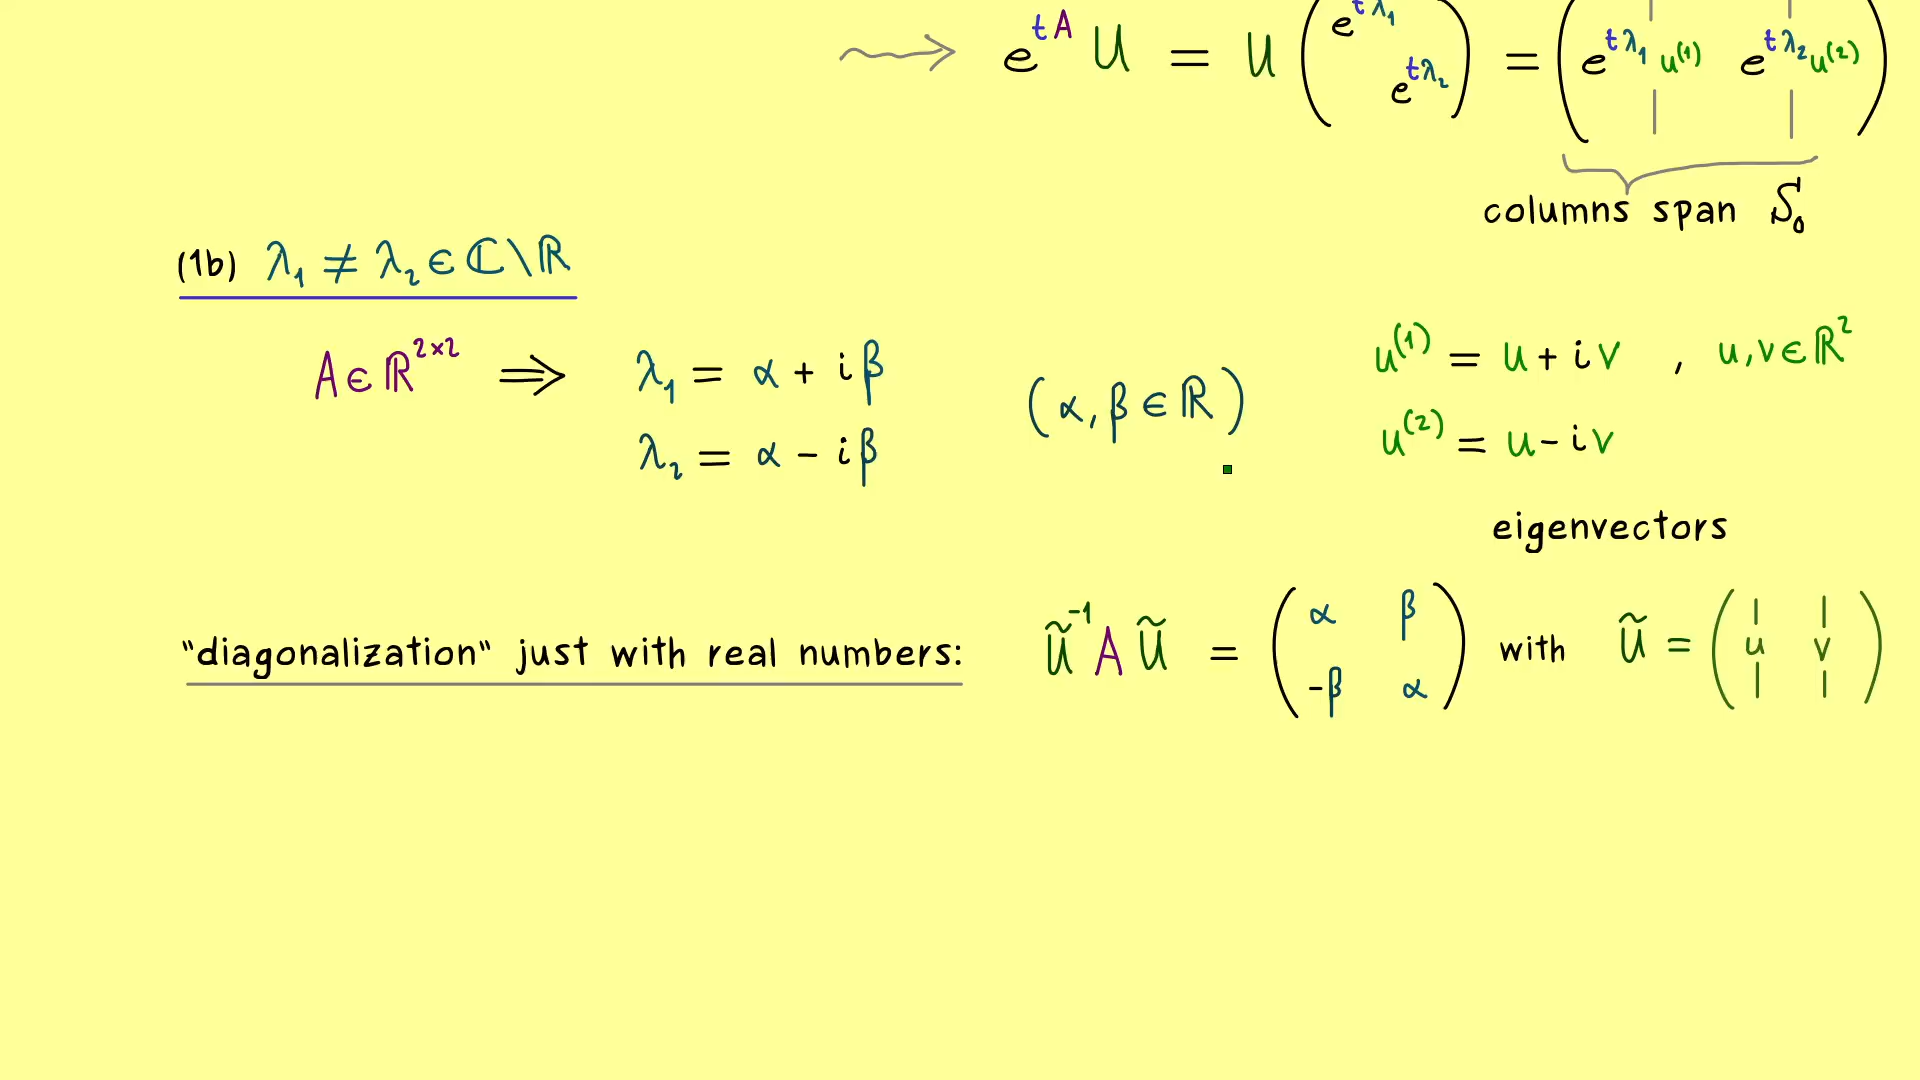 ⇝ e^{tA} U = U (e^{tλ₁} e^{tλ₂}) = ( | | e^{tλ₁} u^{(1)} e^{tλ₂} u^{(2)} | | )
columns span S₀
(1b) λ₁ ≠ λ₂ ∈ ℂ\ℝ
A ∈ ℝ^{2×2} ⟹ λ₁ = α + iβ
λ₂ = α - iβ
(α, β ∈ ℝ)
u^{(1)} = u + iv , u, v ∈ ℝ²
u^{(2)} = u - iv
eigenvectors
"diagonalization" just with real numbers: Ũ^{-1} A Ũ = (α β -β α) with Ũ = ( | | u v | | )